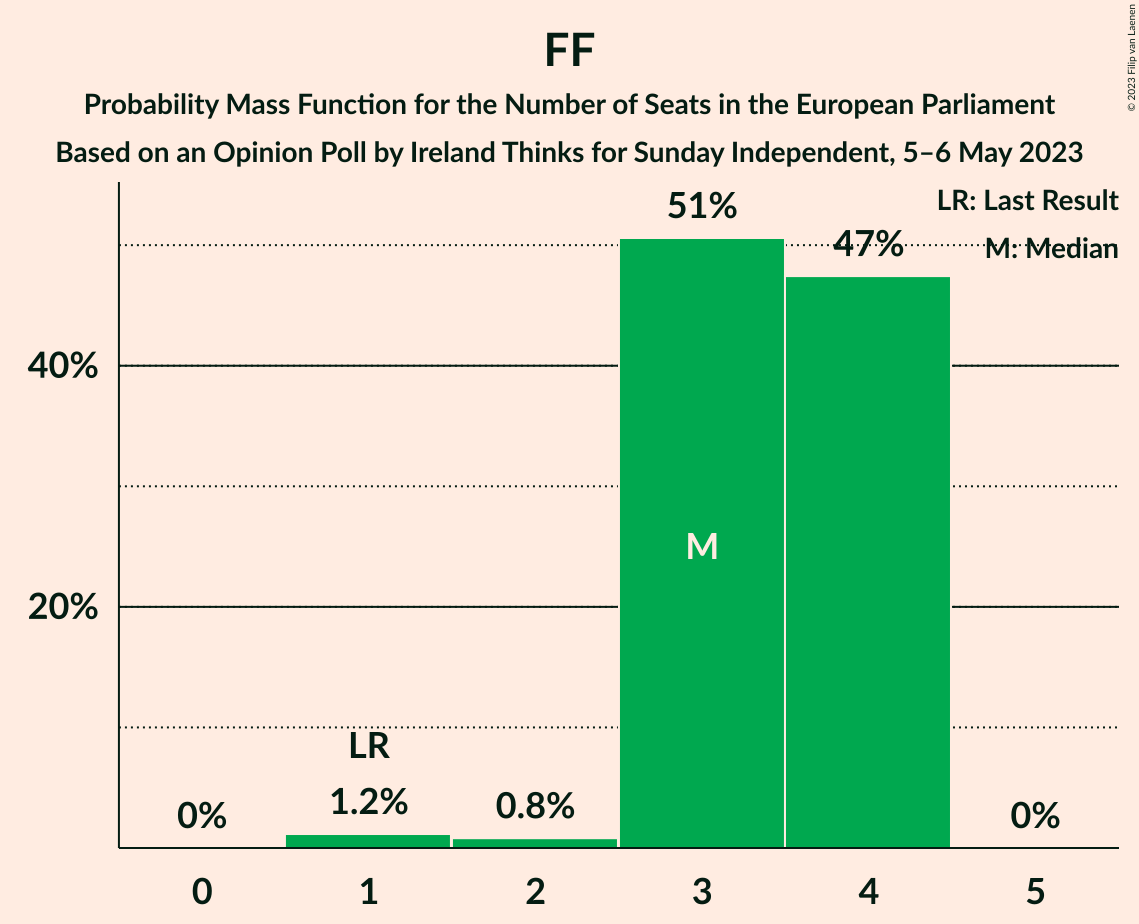 FF
Probability Mass Function for the Number of Seats in the European Parliament
Based on an Opinion Poll by Ireland Thinks for Sunday Independent, 5–6 May 2023
© 2023 Filip van Laenen
LR: Last Result
M: Median
51%
47%
40%
M
20%
LR
0%
1.2%
0.8%
0%
0 1 2 3 4 5